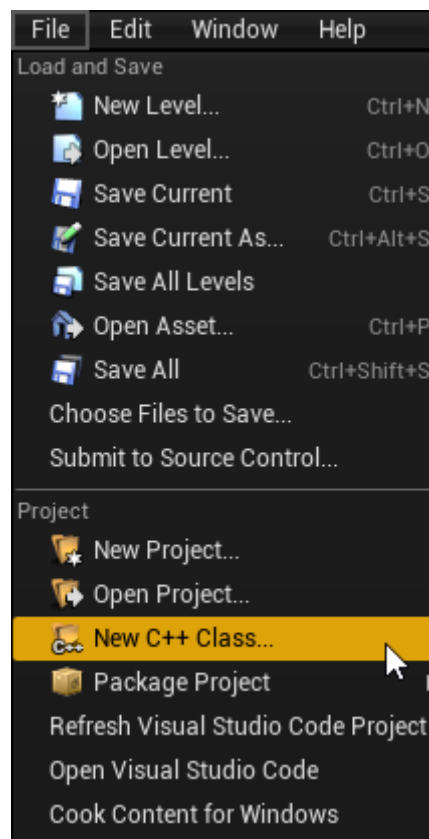 File Edit Window Help
Load and Save
New Level... Ctrl+N
Open Level... Ctrl+O
Save Current Ctrl+S
Save Current As... Ctrl+Alt+S
Save All Levels
Open Asset... Ctrl+P
Save All Ctrl+Shift+S
Choose Files to Save...
Submit to Source Control...
Project
New Project...
Open Project...
C++ New C++ Class...
Package Project
Refresh Visual Studio Code Project
Open Visual Studio Code
Cook Content for Windows